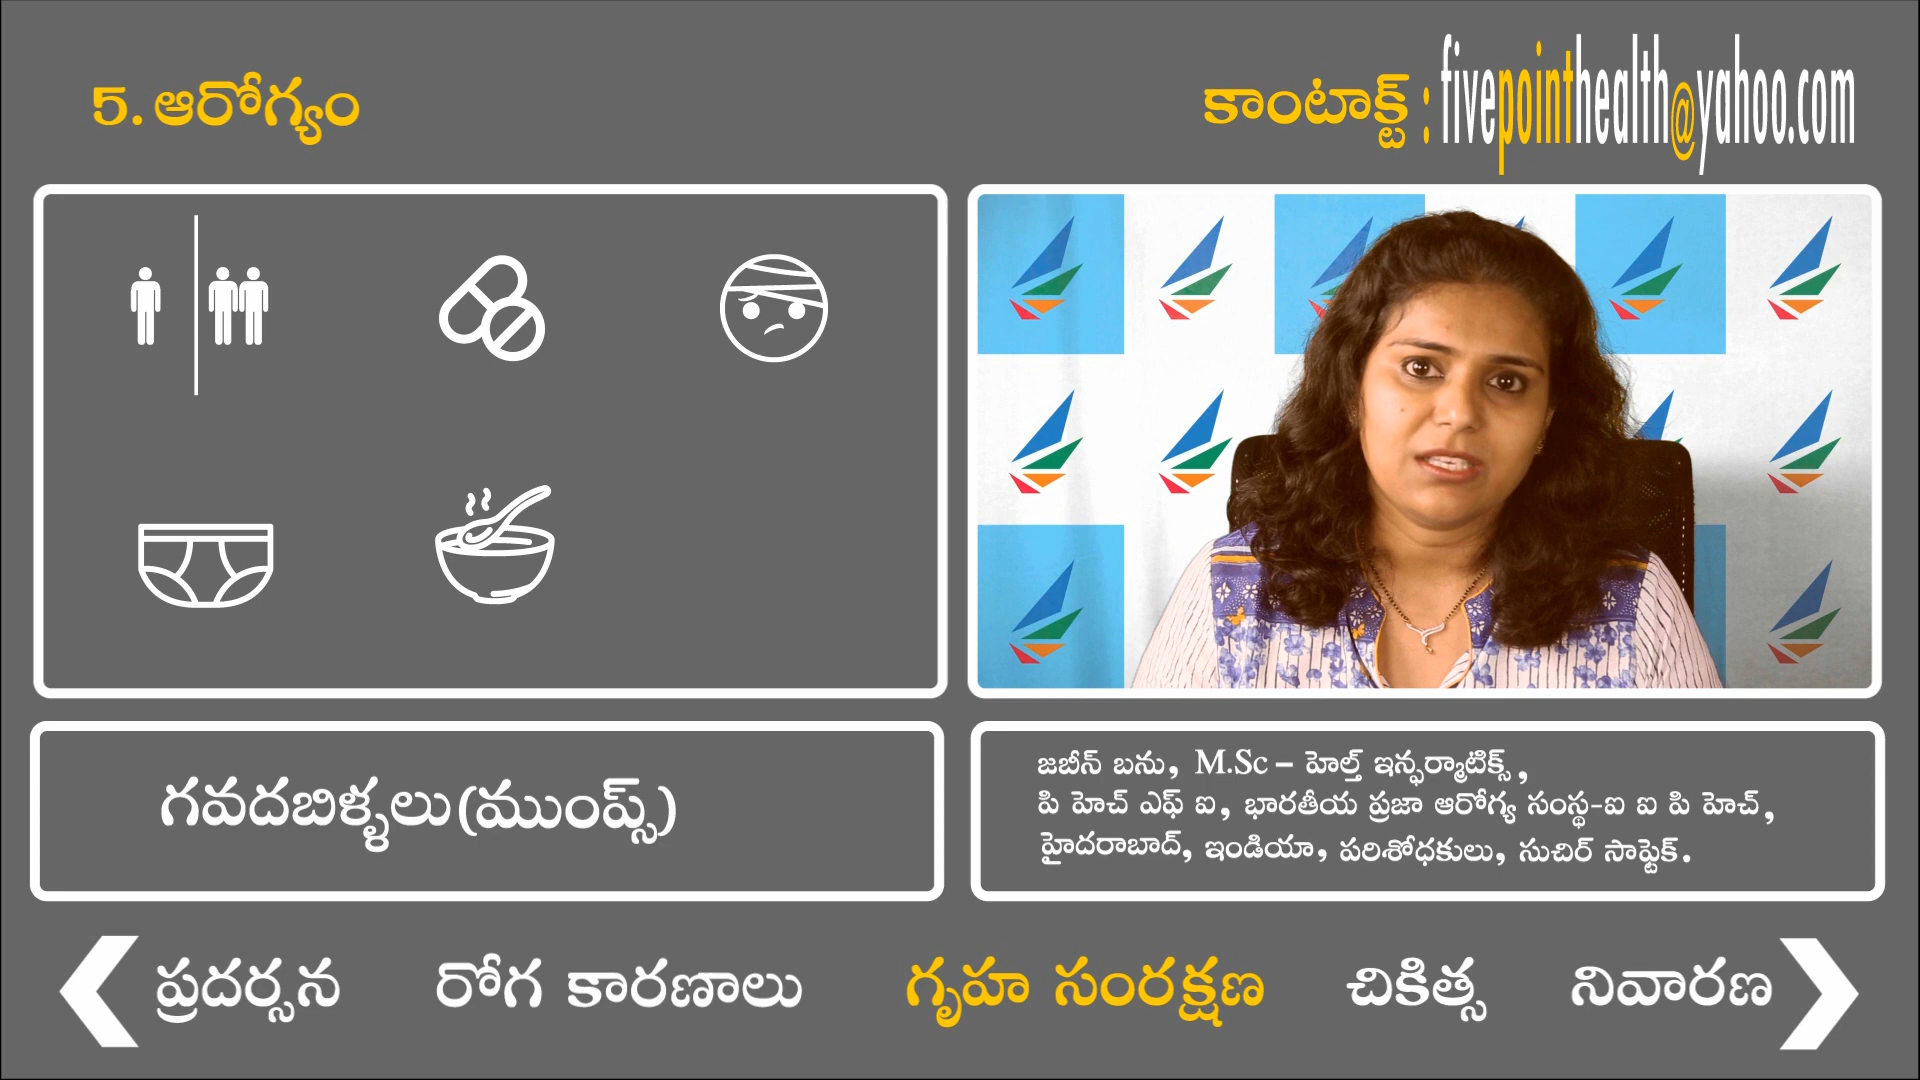 5. ఆరోగ్యం
కాంటాక్ట్ : fivepointhealth@yahoo.com
గవదబిళ్ళలు(ముంప్స్)
జబీన్ బను, M.Sc – హెల్త్ ఇన్ఫర్మాటిక్స్,
పి హెచ్ ఎఫ్ ఐ, భారతీయ ప్రజా ఆరోగ్య సంస్థ-ఐ ఐ పి హెచ్,
హైదరాబాద్, ఇండియా, పరిశోధకులు, సుచిర్ సాఫ్టెక్.
ప్రదర్సన రోగ కారణాలు గృహ సంరక్షణ చికిత్స నివారణ